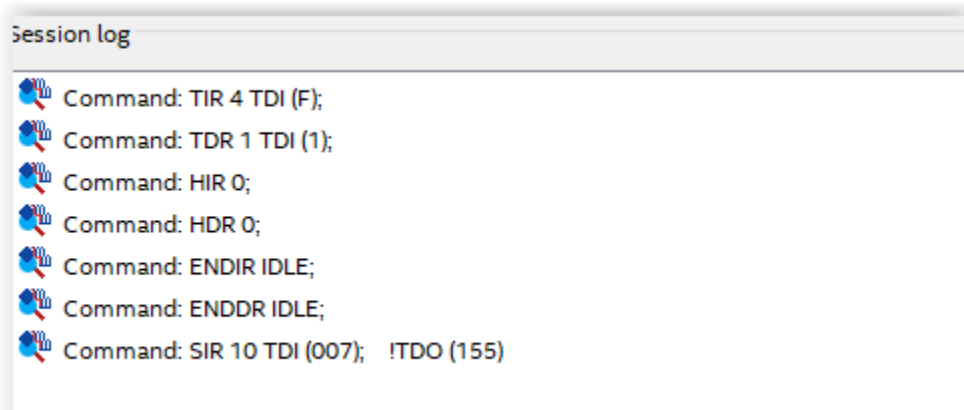 Session log
Command: TIR 4 TDI (F);
Command: TDR 1 TDI (1);
Command: HIR 0;
Command: HDR 0;
Command: ENDIR IDLE;
Command: ENDDR IDLE;
Command: SIR 10 TDI (007);    !TDO (155)